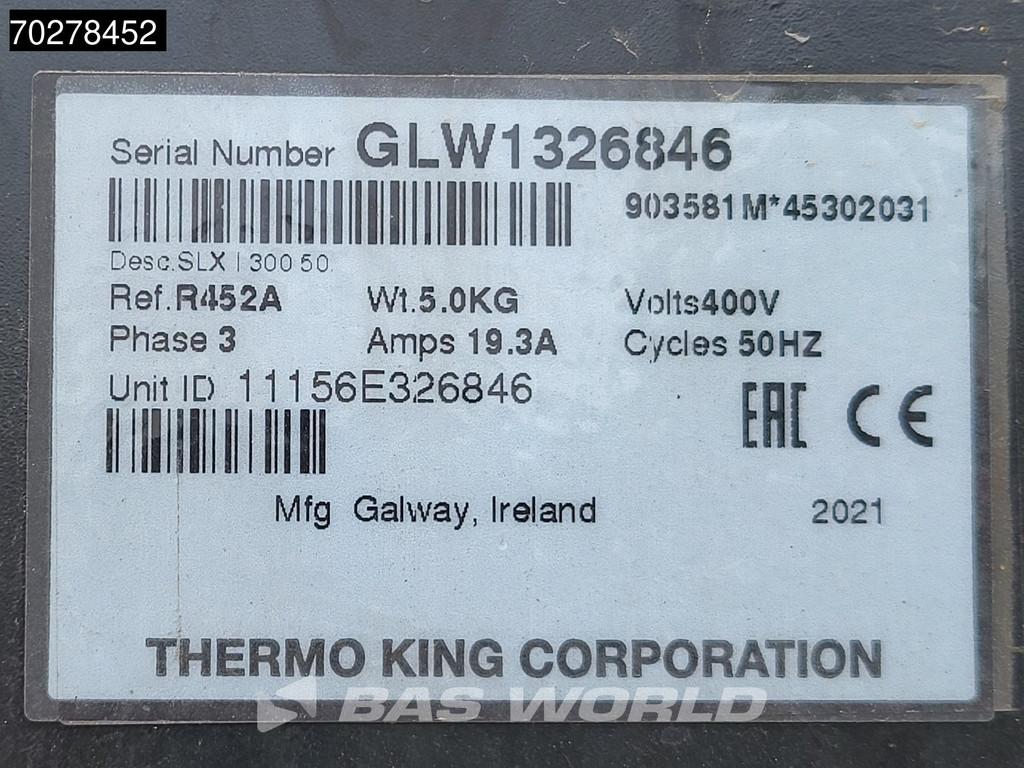 70278452
Serial Number GLW1326846
903581M*45302031
Desc.SLX I 300 50.
Ref.R452A Wt.5.0KG Volts400V
Phase 3 Amps 19.3A Cycles 50HZ
Unit ID 11156E326846
EAC CE
Mfg Galway, Ireland 2021
THERMO KING CORPORATION
BAS WORLD